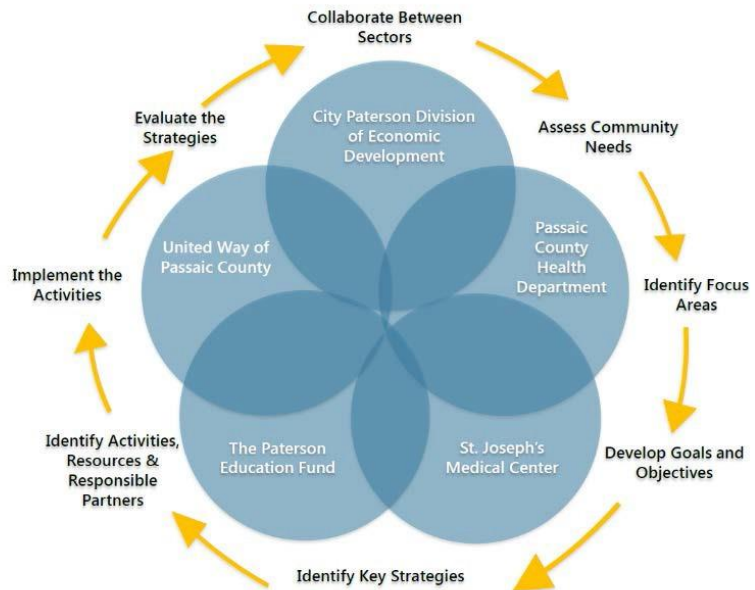 Collaborate Between
Sectors
Assess Community
Needs
Identify Focus
Areas
Develop Goals and
Objectives
Identify Key Strategies
Identify Activities,
Resources &
Responsible
Partners
Implement the
Activities
Evaluate the
Strategies
City Paterson Division
of Economic
Development
Passaic
County
Health
Department
St. Joseph's
Medical Center
The Paterson
Education Fund
United Way of
Passaic County